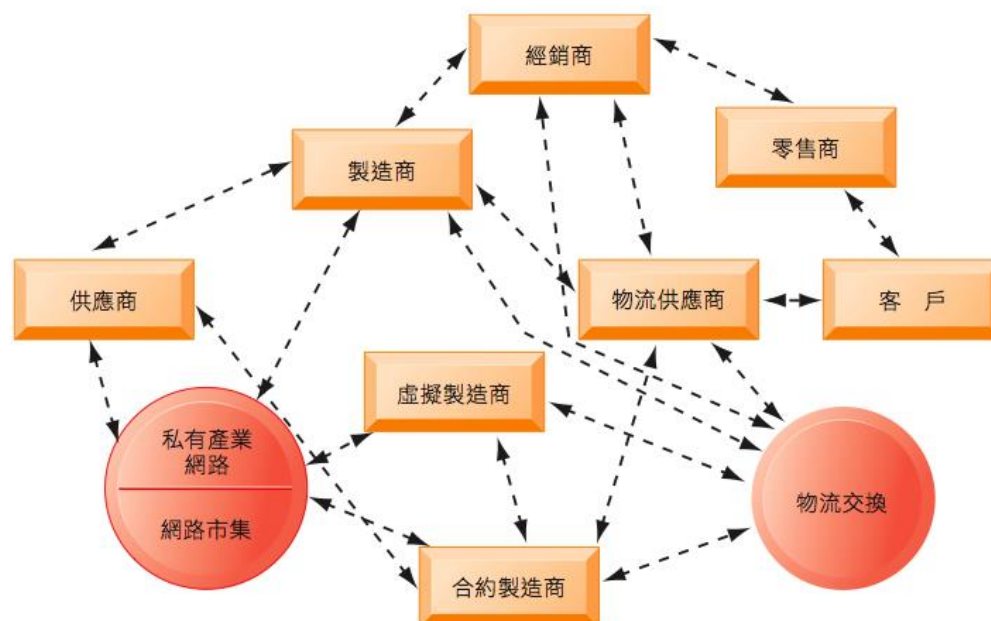 經銷商
零售商
製造商
供應商
物流供應商
客 戶
虛擬製造商
私有產業
網路
網路市集
物流交換
合約製造商